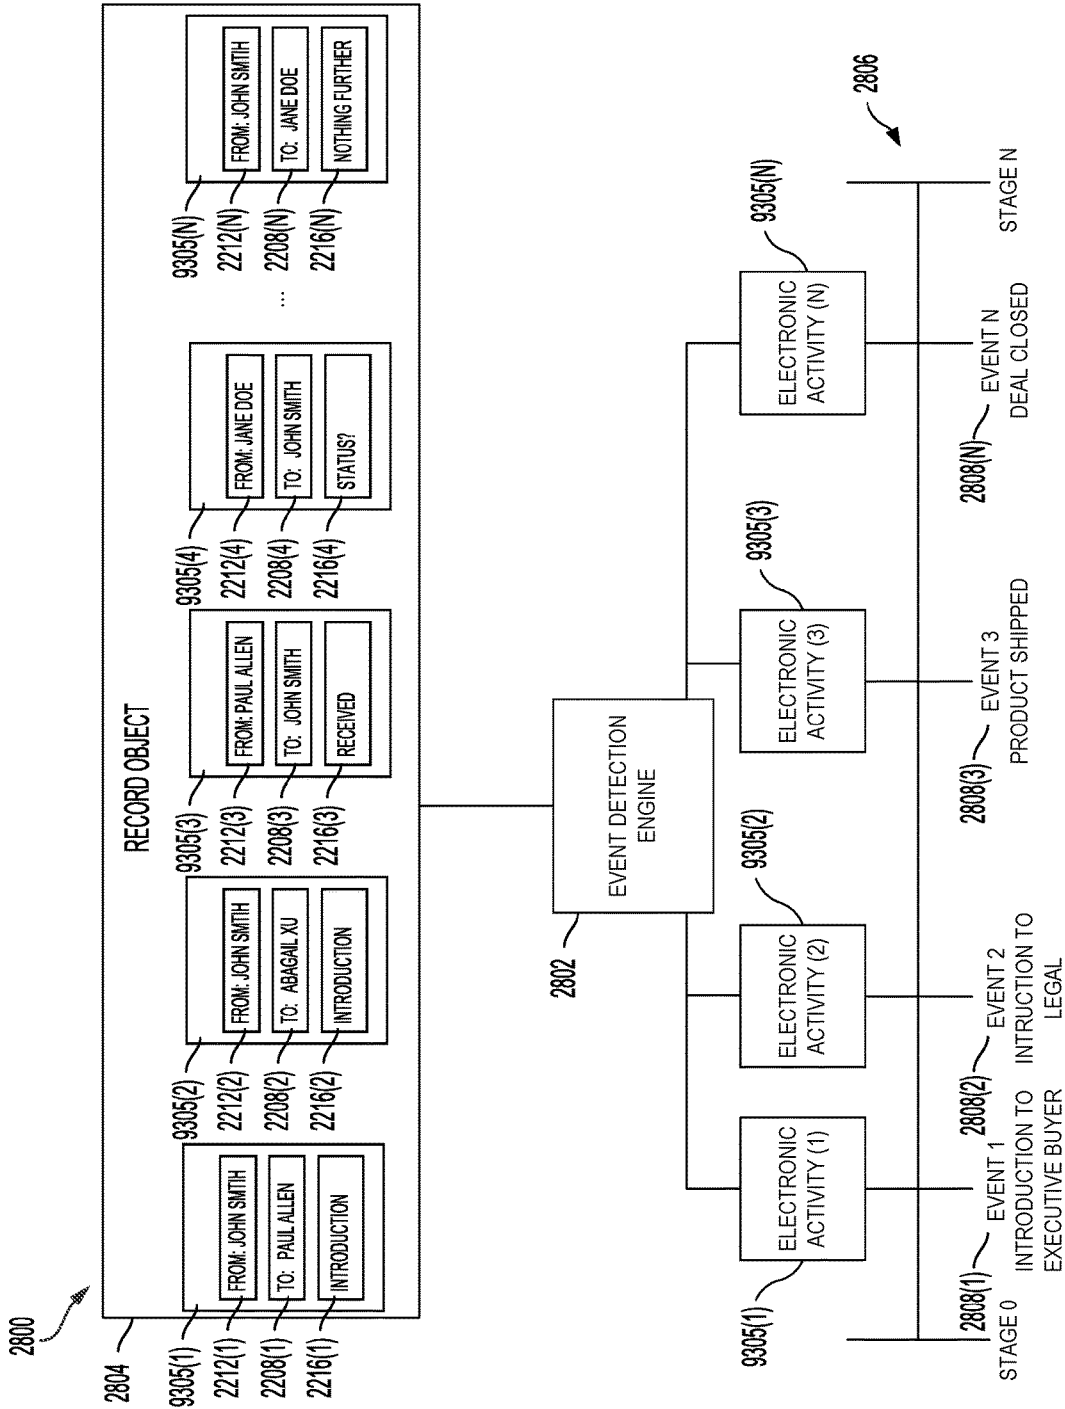 2800
2804
RECORD OBJECT
9305(1)
2212(1)
2208(1)
2216(1)
FROM: JOHN SMTIH
TO: PAUL ALLEN
INTRODUCTION
9305(2)
2212(2)
2208(2)
2216(2)
FROM: JOHN SMTIH
TO: ABAGAIL XU
INTRODUCTION
9305(3)
2212(3)
2208(3)
2216(3)
FROM: PAUL ALLEN
TO: JOHN SMITH
RECEIVED
9305(4)
2212(4)
2208(4)
2216(4)
FROM: JANE DOE
TO: JOHN SMITH
STATUS?
...
9305(N)
2212(N)
2208(N)
2216(N)
FROM: JOHN SMTIH
TO: JANE DOE
NOTHING FURTHER
2802
EVENT DETECTION
ENGINE
9305(1)
ELECTRONIC
ACTIVITY (1)
ELECTRONIC
ACTIVITY (2)
9305(2)
ELECTRONIC
ACTIVITY (3)
9305(3)
ELECTRONIC
ACTIVITY (N)
9305(N)
2806
STAGE 0
2808(1)
EVENT 1
INTRODUCTION TO
EXECUTIVE BUYER
2808(2)
EVENT 2
INTRUCTION TO
LEGAL
2808(3)
EVENT 3
PRODUCT SHIPPED
2808(N)
EVENT N
DEAL CLOSED
STAGE N